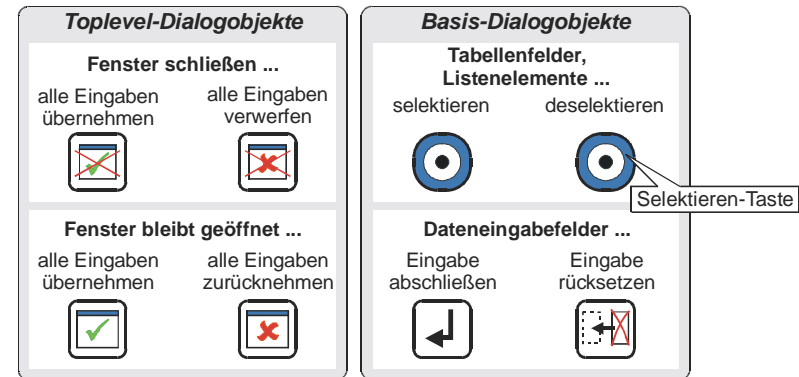 Toplevel-Dialogobjekte
Fenster schließen ...
alle Eingaben
übernehmen
alle Eingaben
verwerfen
Fenster bleibt geöffnet ...
alle Eingaben
übernehmen
alle Eingaben
zurücknehmen
Basis-Dialogobjekte
Tabellenfelder,
Listenelemente ...
selektieren
deselektieren
Selektieren-Taste
Dateneingabefelder ...
Eingabe
abschließen
Eingabe
rücksetzen